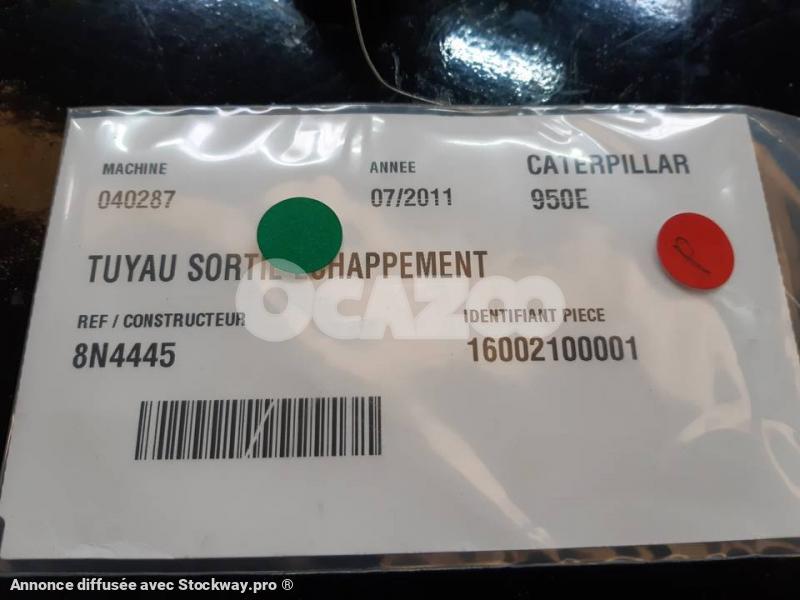 MACHINE ANNEE CATERPILLAR
040287 07/2011 950E
TUYAU SORTIE ECHAPPEMENT
OCAZOO
REF / CONSTRUCTEUR IDENTIFIANT PIECE
8N4445 16002100001
Annonce diffusée avec Stockway.pro ®